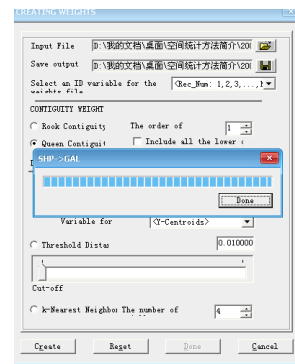 CREATING WEIGHTS
Input File D:\我的文档\桌面\空间统计方法简介\20(
Save output D:\我的文档\桌面\空间统计方法简介\20(
Select an ID variable for the <Rec_Num: 1,2,3,...,
weights file
CONTIGUITY WEIGHT
Rook Contiguity The order of 1
Queen Contiguit Include all the lower
SHP->GAL
Done
Variable for <Y-Centroids>
Threshold Distan 0.010000
Cut-off
k-Nearest Neighbor The number of 4
Create Reset Done Cancel